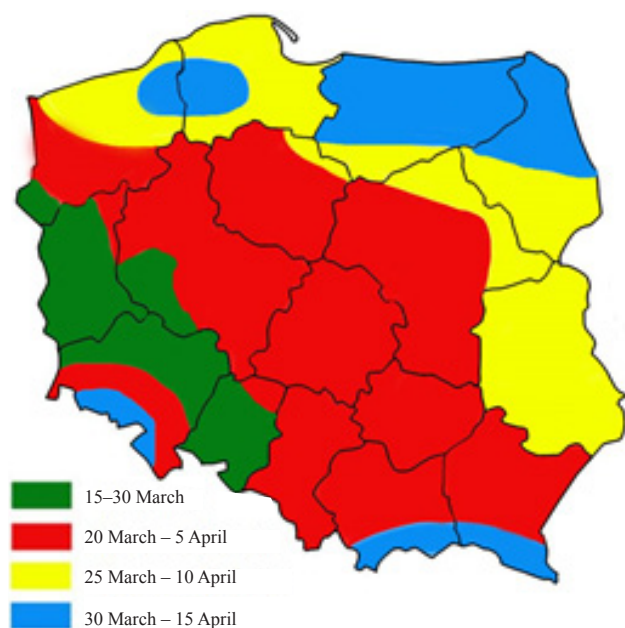 15–30 March
20 March – 5 April
25 March – 10 April
30 March – 15 April